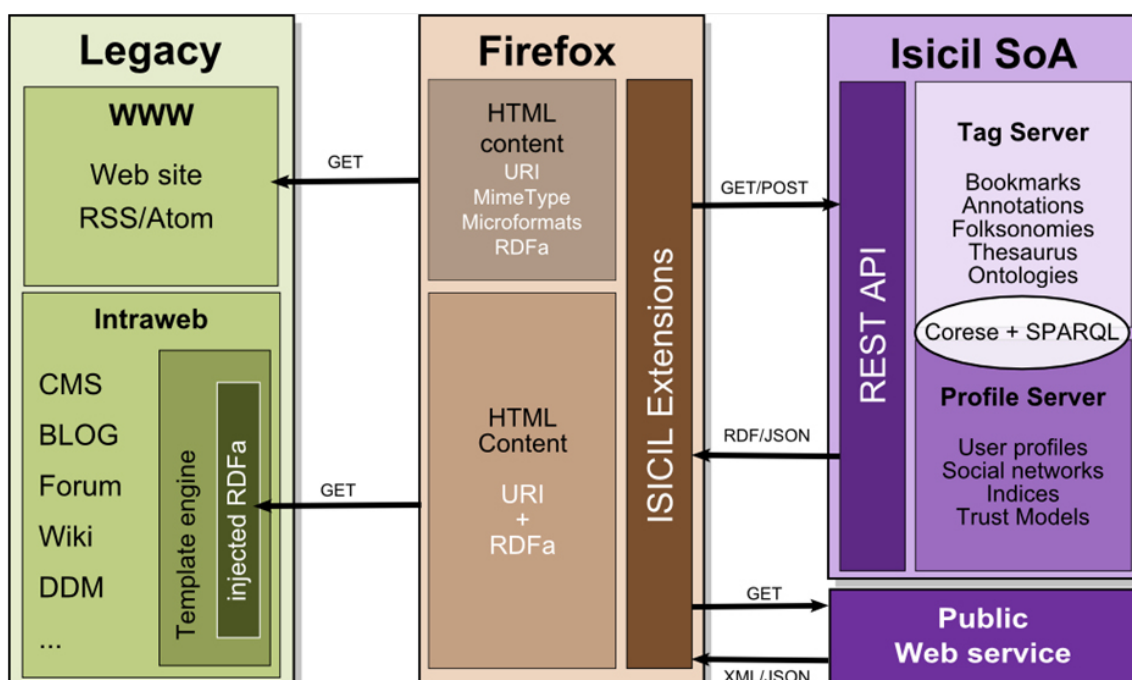 Legacy
WWW
Web site
RSS/Atom
Intraweb
CMS
BLOG
Forum
Wiki
DDM
...
Template engine
injected RDFa
GET
GET
Firefox
HTML
content
URI
MimeType
Microformats
RDFa
HTML
Content
URI
+
RDFa
ISICIL Extensions
GET/POST
RDF/JSON
GET
XML/JSON
Isicil SoA
REST API
Tag Server
Bookmarks
Annotations
Folksonomies
Thesaurus
Ontologies
Corese + SPARQL
Profile Server
User profiles
Social networks
Indices
Trust Models
Public
Web service